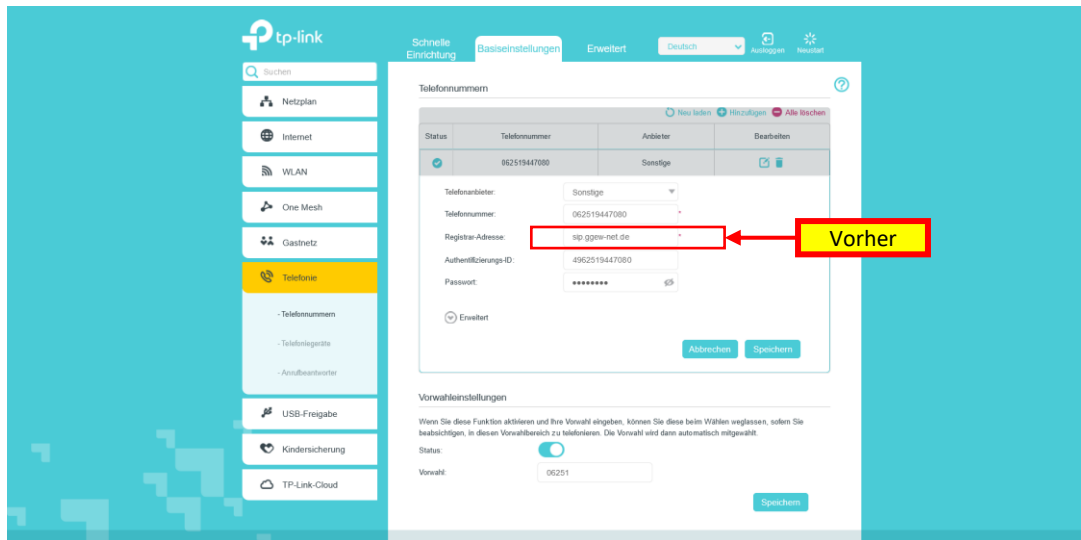 tp-link
Schnelle Einrichtung
Basiseinstellungen
Erweitert
Deutsch
Ausloggen
Neustart
Suchen
Netzplan
Internet
WLAN
One Mesh
Gastnetz
Telefonie
- Telefonnummern
- Telefoniegeräte
- Anrufbeantworter
USB-Freigabe
Kindersicherung
TP-Link-Cloud
Telefonnummern
Neu laden Hinzufügen Alle löschen
Status Telefonnummer Anbieter Bearbeiten
062519447080 Sonstige
Telefonanbieter: Sonstige
Telefonnummer: 062519447080 *
Registrar-Adresse: sip.ggew-net.de *
Vorher
Authentifizierungs-ID: 4962519447080
Passwort: ●●●●●●●●
Erweitert
Abbrechen Speichern
Vorwahleinstellungen
Wenn Sie diese Funktion aktivieren und Ihre Vorwahl eingeben, können Sie diese beim Wählen weglassen, sofern Sie
beabsichtigen, in diesen Vorwahlbereich zu telefonieren. Die Vorwahl wird dann automatisch mitgewählt.
Status:
Vorwahl: 06251
Speichern